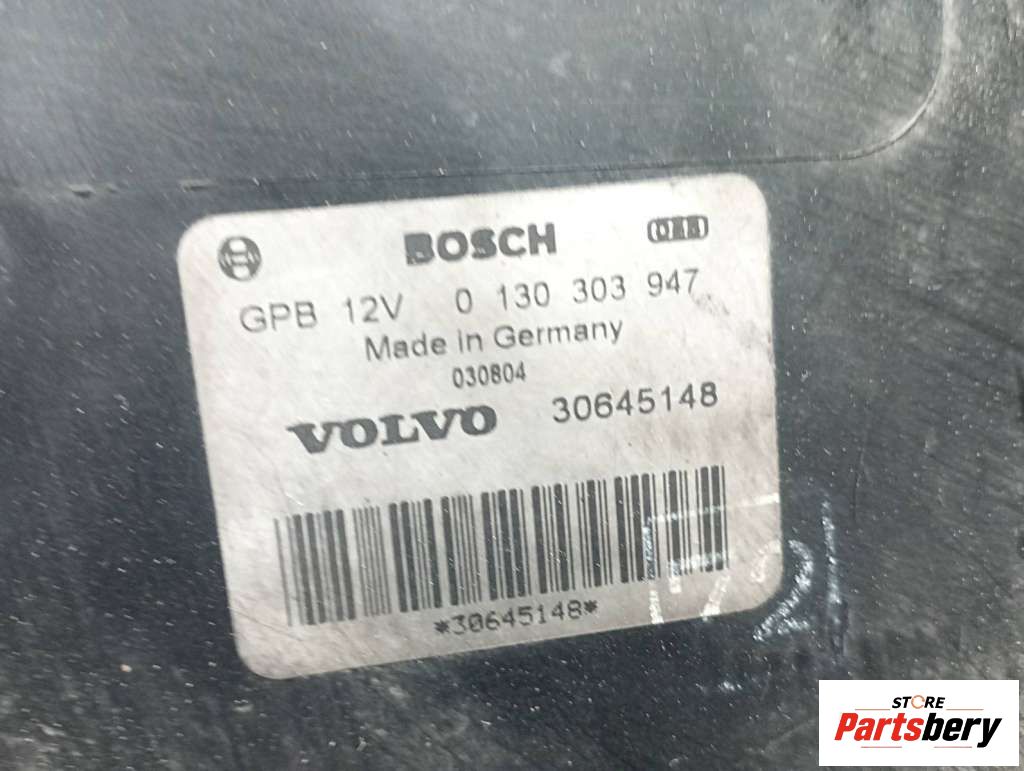 BOSCH
GPB 12V 0 130 303 947
Made in Germany
030804
VOLVO 30645148
*30645148*
STORE
Partsbery